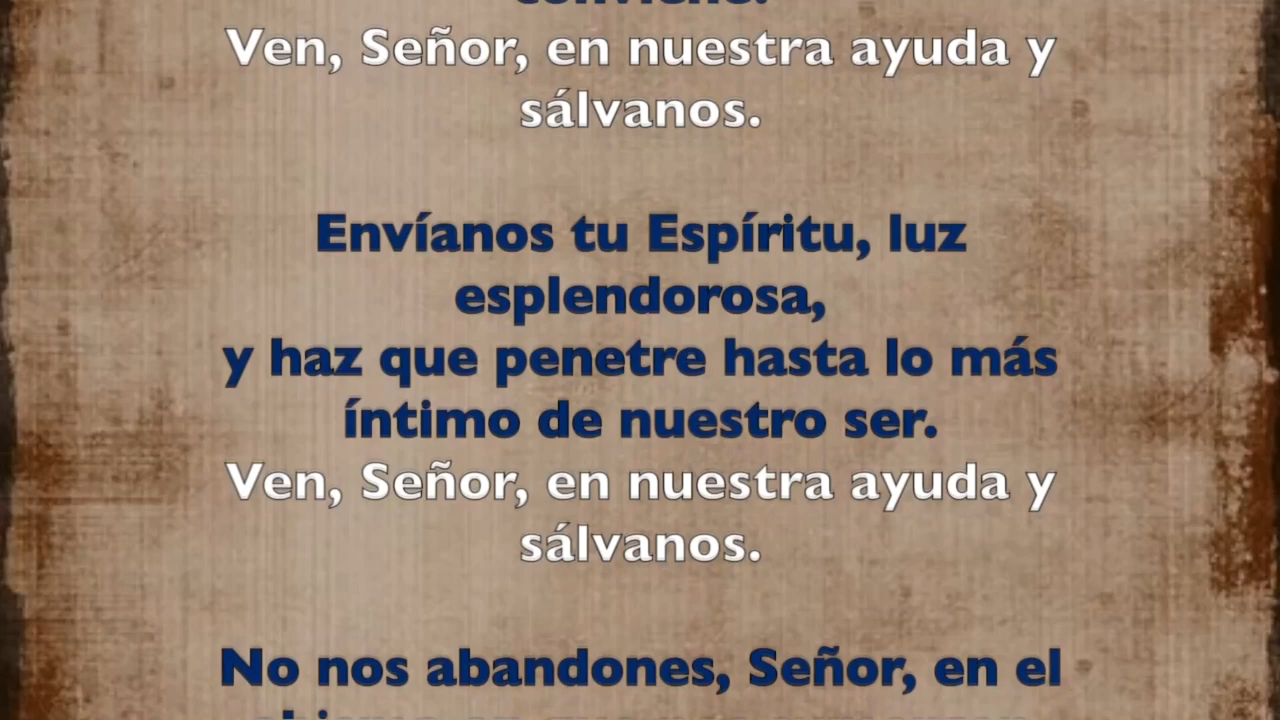 conviene.
Ven, Señor, en nuestra ayuda y
sálvanos.
Envíanos tu Espíritu, luz
esplendorosa,
y haz que penetre hasta lo más
íntimo de nuestro ser.
Ven, Señor, en nuestra ayuda y
sálvanos.
No nos abandones, Señor, en el